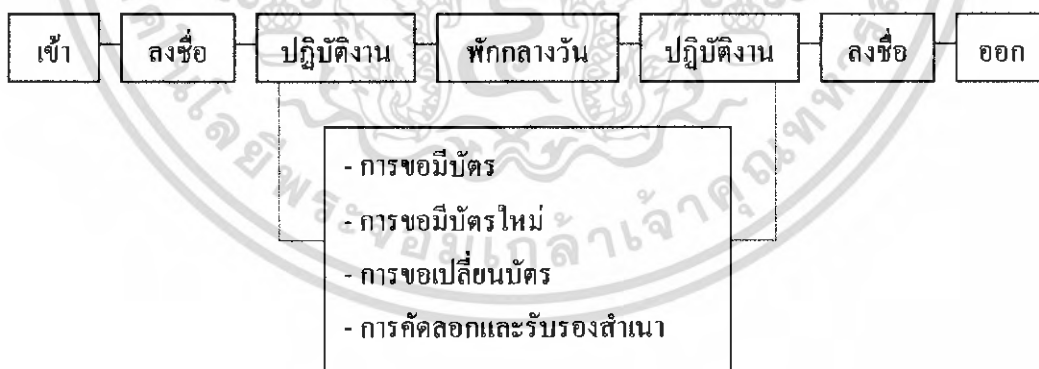 เข้า ลงชื่อ ปฏิบัติงาน พักกลางวัน ปฏิบัติงาน ลงชื่อ ออก
- การขอมีบัตร
- การขอมีบัตรใหม่
- การขอเปลี่ยนบัตร
- การคัดลอกและรับรองสำเนา